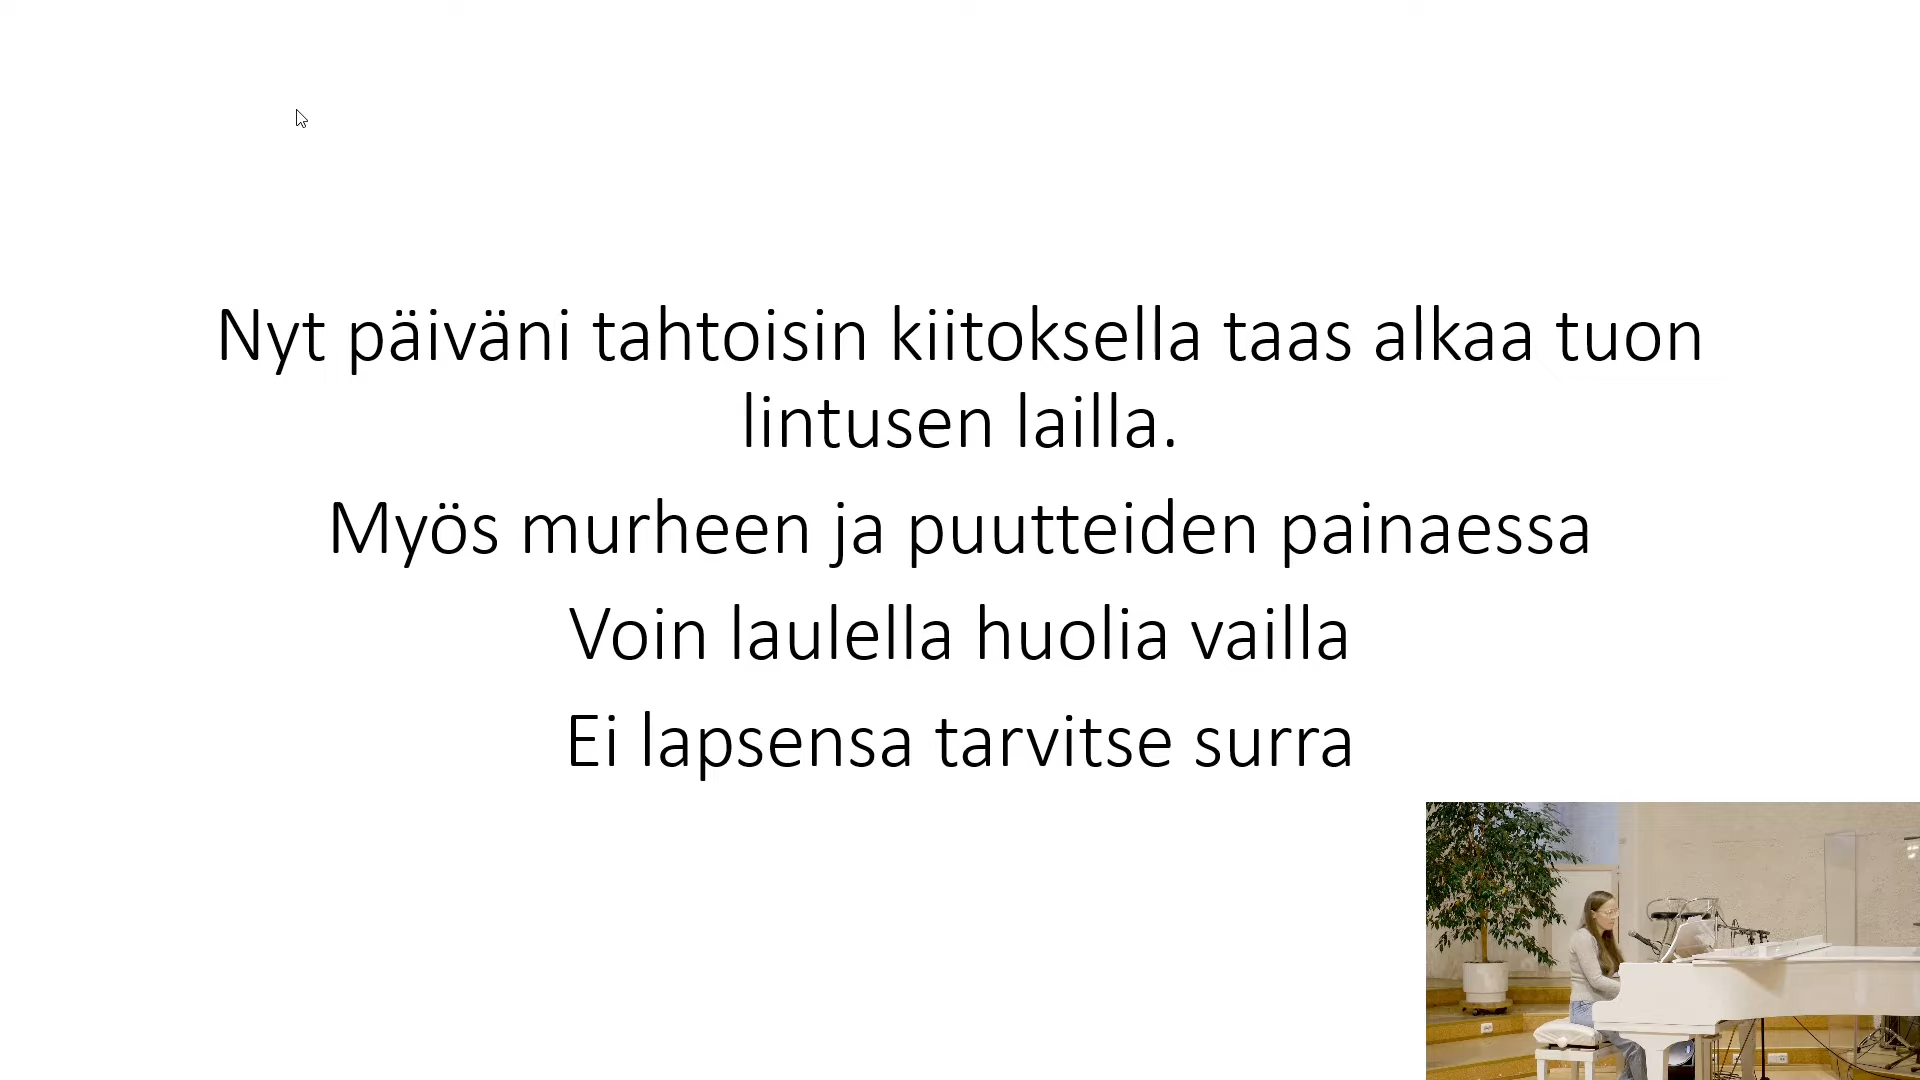 Nyt päiväni tahtoisin kiitoksella taas alkaa tuon
lintusen lailla.
Myös murheen ja puutteiden painaessa
Voin laulella huolia vailla
Ei lapsensa tarvitse surra